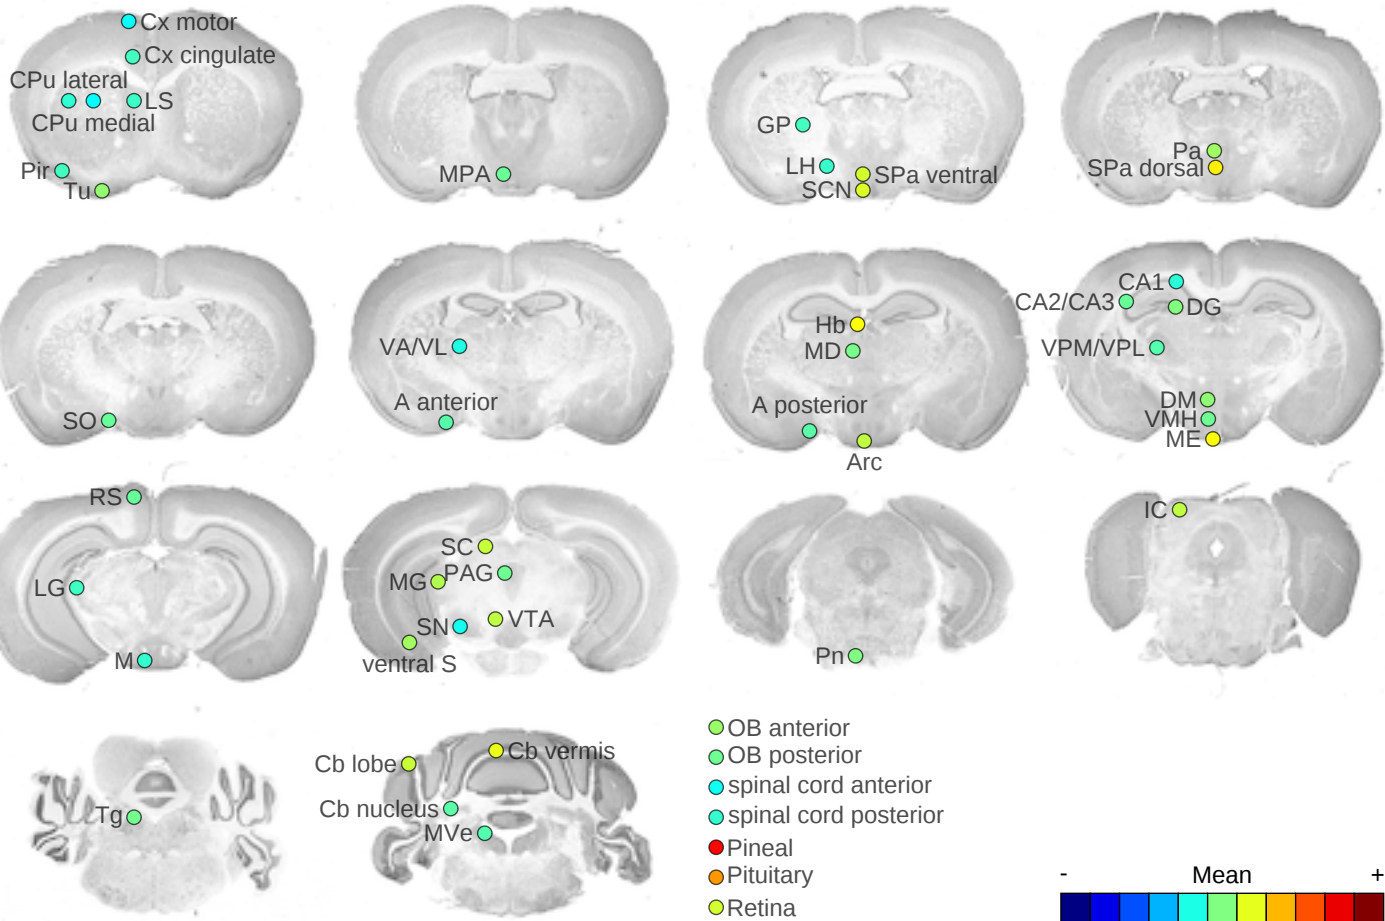 Cx motor
Cx cingulate
CPu lateral
LS
CPu medial
Pir
Tu
MPA
GP
LH
SPa ventral
SCN
Pa
SPa dorsal
SO
VA/VL
A anterior
Hb
MD
A posterior
Arc
CA1
CA2/CA3
DG
VPM/VPL
DM
VMH
ME
RS
LG
M
SC
MG
PAG
SN
VTA
ventral S
Pn
IC
Tg
Cb lobe
Cb vermis
Cb nucleus
MVe
OB anterior
OB posterior
spinal cord anterior
spinal cord posterior
Pineal
Pituitary
Retina
- Mean +